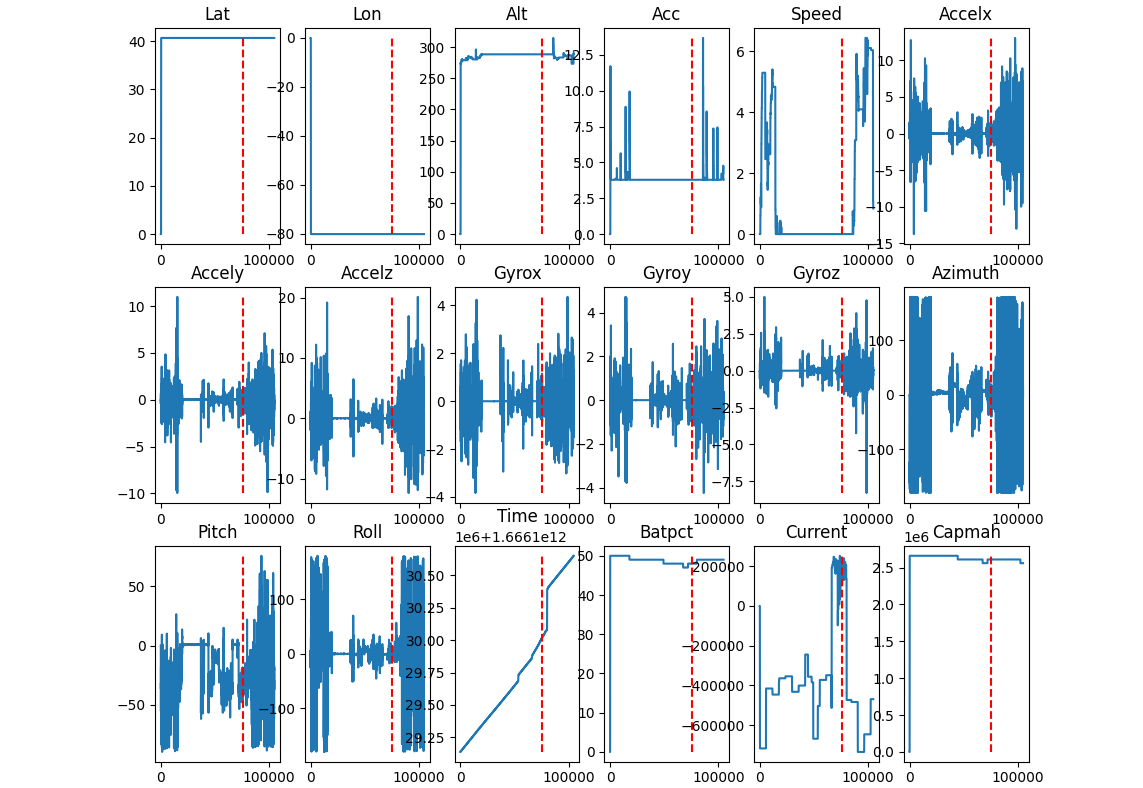 Lat Lon Alt Acc Speed Accelx
40 30 20 10 0
0 −20 −40 −60 −80
300 250 200 150 100 50 0
12.5 10.0 7.5 5.0 2.5 0.0
6 4 2 0
10 5 0 −5 −10 −15
0 100000 0 100000 0 100000 0 100000 0 100000 0 100000
Accely Accelz Gyrox Gyroy Gyroz Azimuth
10 5 0 −5 −10
20 10 0 −10
4 2 0 −2 −4
4 2 0 −2 −4
5.0 2.5 0.0 −2.5 −5.0 −7.5
100 0 −100
0 100000 0 100000 0 100000 0 100000 0 100000 0 100000
Pitch Roll Time Batpct Current Capmah
1e6+1.6661e12
1e6
50 0 −50
100 0 −100
30.50 30.25 30.00 29.75 29.50 29.25
50 40 30 20 10 0
200000 0 −200000 −400000 −600000
2.5 2.0 1.5 1.0 0.5 0.0
0 100000 0 100000 0 100000 0 100000 0 100000 0 100000